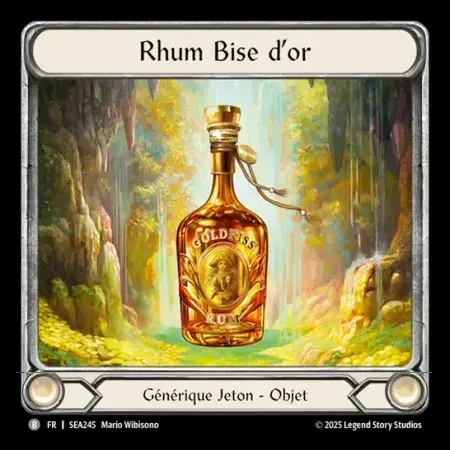 Rhum Bise d'or
GOLDKISS
RUM
Générique Jeton - Objet
B FR | SEA245 Mario Wibisono
© 2025 Legend Story Studios